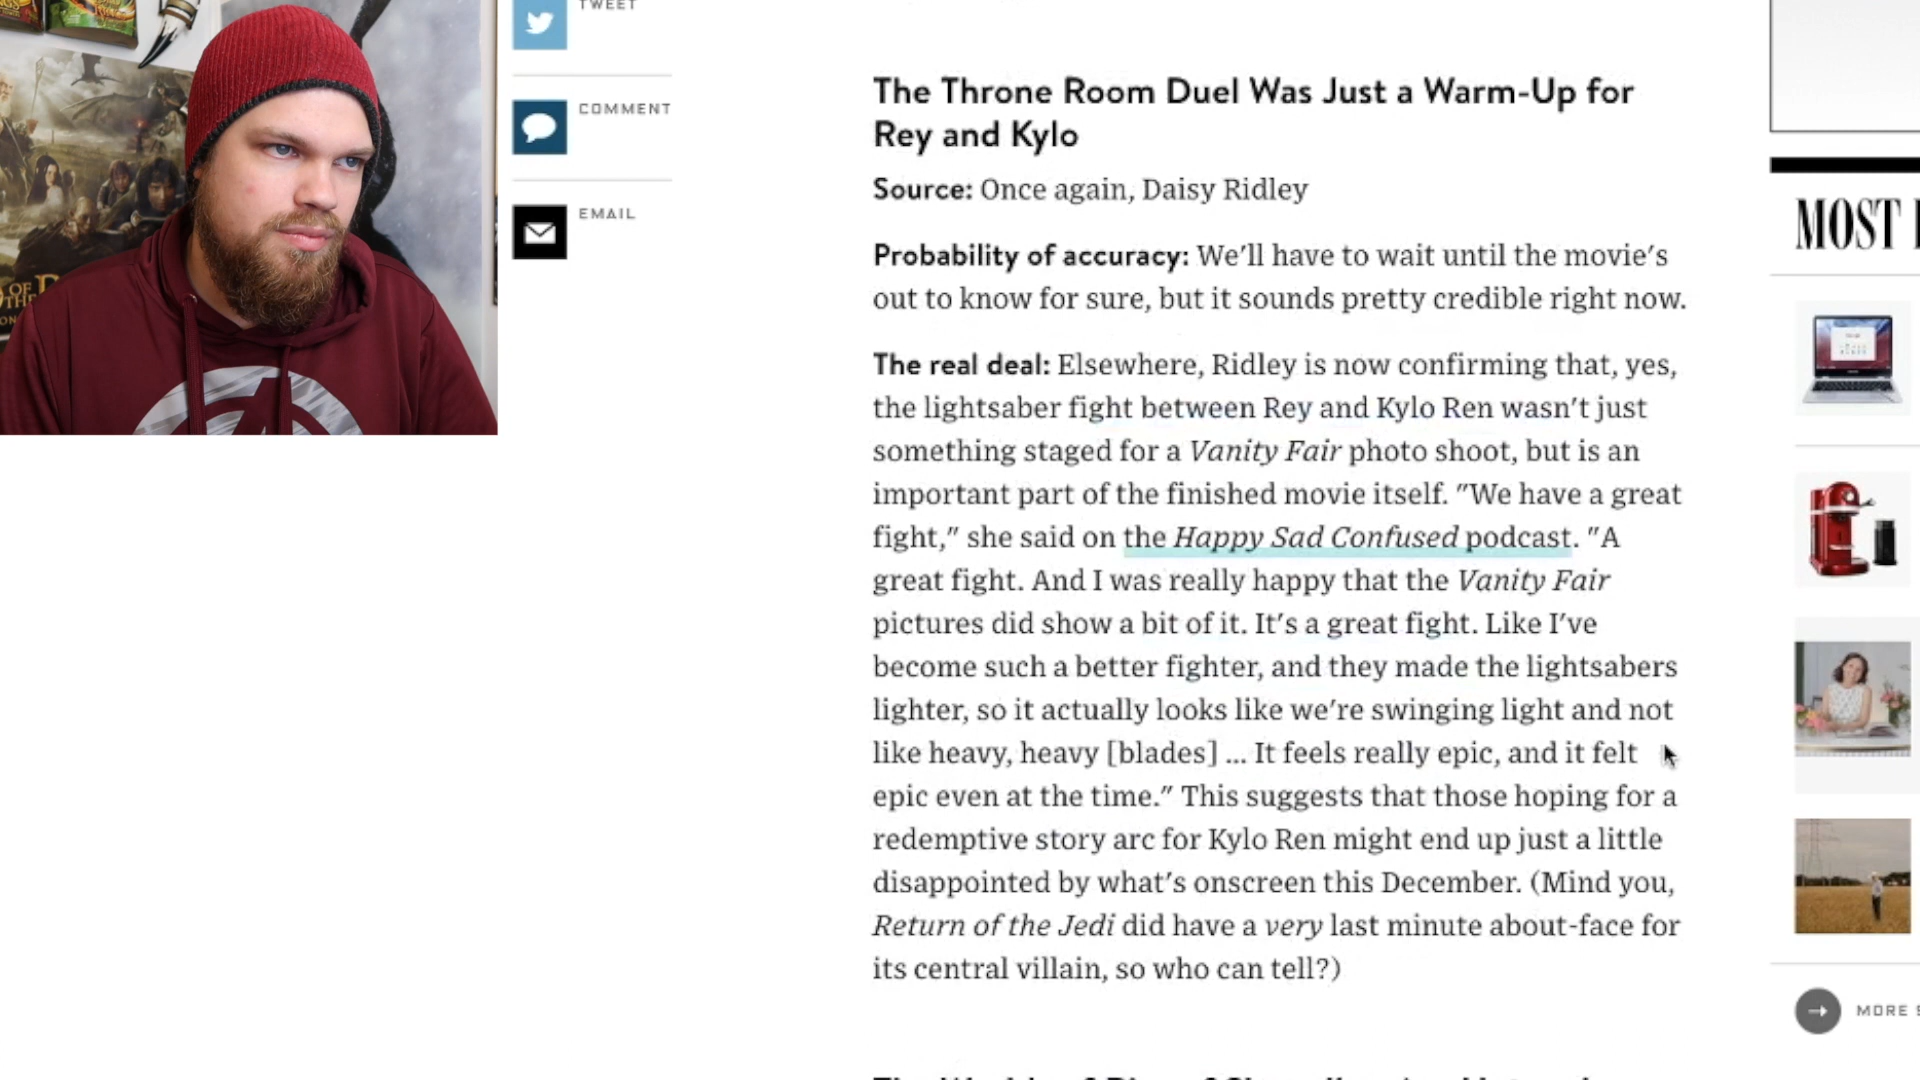 TWEET
COMMENT
EMAIL
The Throne Room Duel Was Just a Warm-Up for
Rey and Kylo
Source: Once again, Daisy Ridley
Probability of accuracy: We'll have to wait until the movie's
out to know for sure, but it sounds pretty credible right now.
The real deal: Elsewhere, Ridley is now confirming that, yes,
the lightsaber fight between Rey and Kylo Ren wasn't just
something staged for a Vanity Fair photo shoot, but is an
important part of the finished movie itself. "We have a great
fight," she said on the Happy Sad Confused podcast. "A
great fight. And I was really happy that the Vanity Fair
pictures did show a bit of it. It's a great fight. Like I've
become such a better fighter, and they made the lightsabers
lighter, so it actually looks like we're swinging light and not
like heavy, heavy [blades] ... It feels really epic, and it felt
epic even at the time." This suggests that those hoping for a
redemptive story arc for Kylo Ren might end up just a little
disappointed by what's onscreen this December. (Mind you,
Return of the Jedi did have a very last minute about-face for
its central villain, so who can tell?)
MOST
MORE
OF
THE